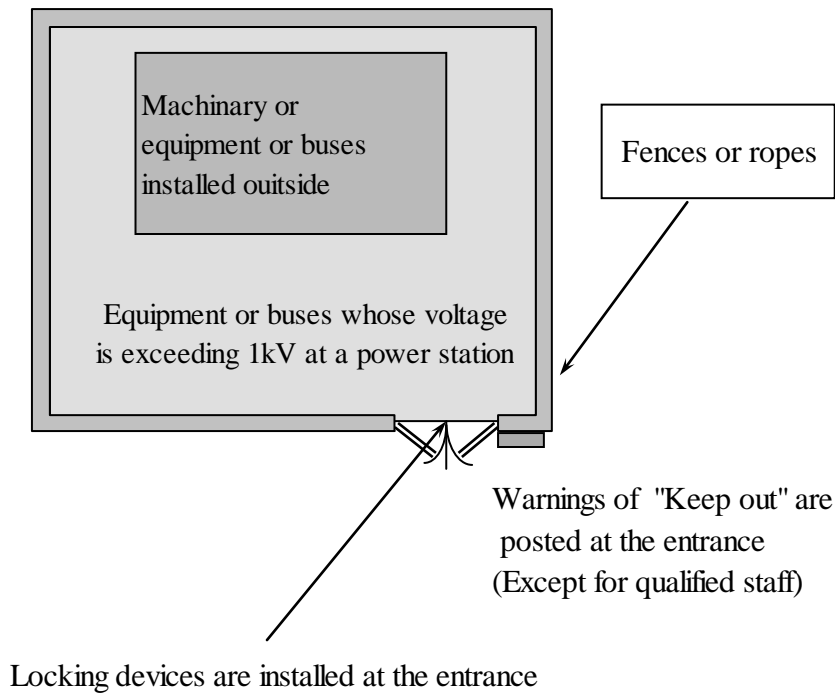 Machinary or
equipment or buses
installed ouitside
Fences or ropes
Equipment or buses whose voltage
is exceeding 1kV at a power station
Warnings of "Keep out" are
posted at the entrance
(Except for qualified staff)
Locking devices are installed at the entrance